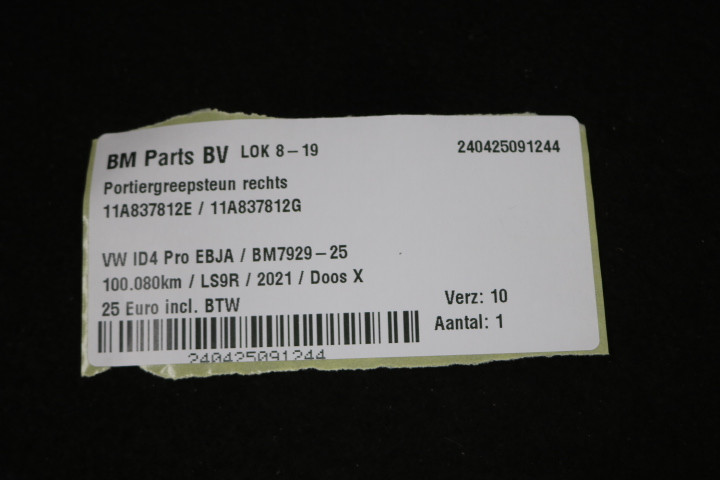 BM Parts BV LOK 8-19 240425091244
Portiergreepsteun rechts
11A837812E / 11A837812G
VW ID4 Pro EBJA / BM7929-25
100.080km / LS9R / 2021 / Doos X
25 Euro incl. BTW
Verz: 10
Aantal: 1
240425091244